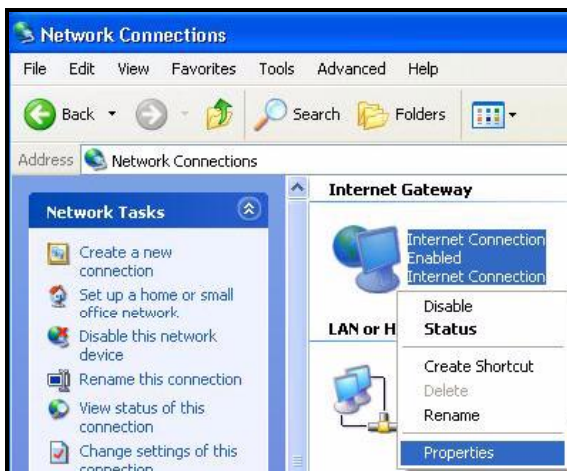 Network Connections
File Edit View Favorites Tools Advanced Help
Back Search Folders
Address Network Connections
Network Tasks
Create a new
connection
Set up a home or small
office network
Disable this network
device
Rename this connection
View status of this
connection
Change settings of this
connection
Internet Gateway
Internet Connection
Enabled
Internet Connection
LAN or H
Disable
Status
Create Shortcut
Delete
Rename
Properties